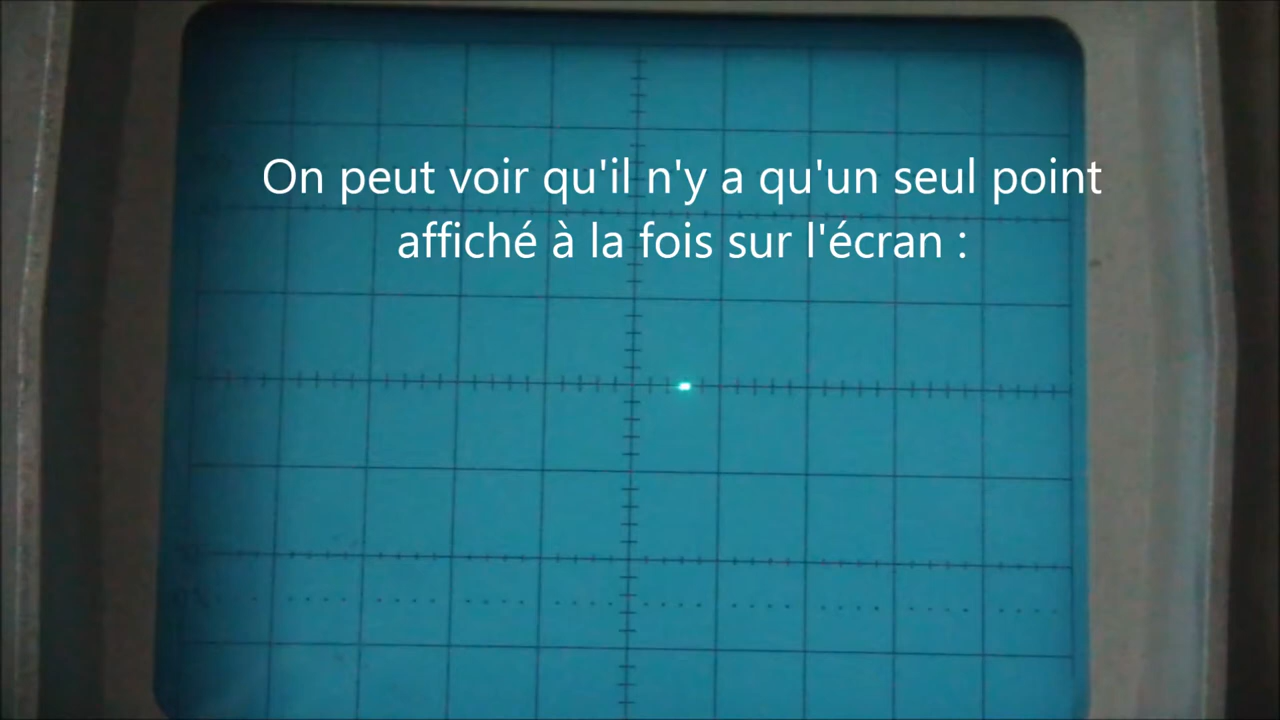 On peut voir qu'il n'y a qu'un seul point
affiché à la fois sur l'écran :